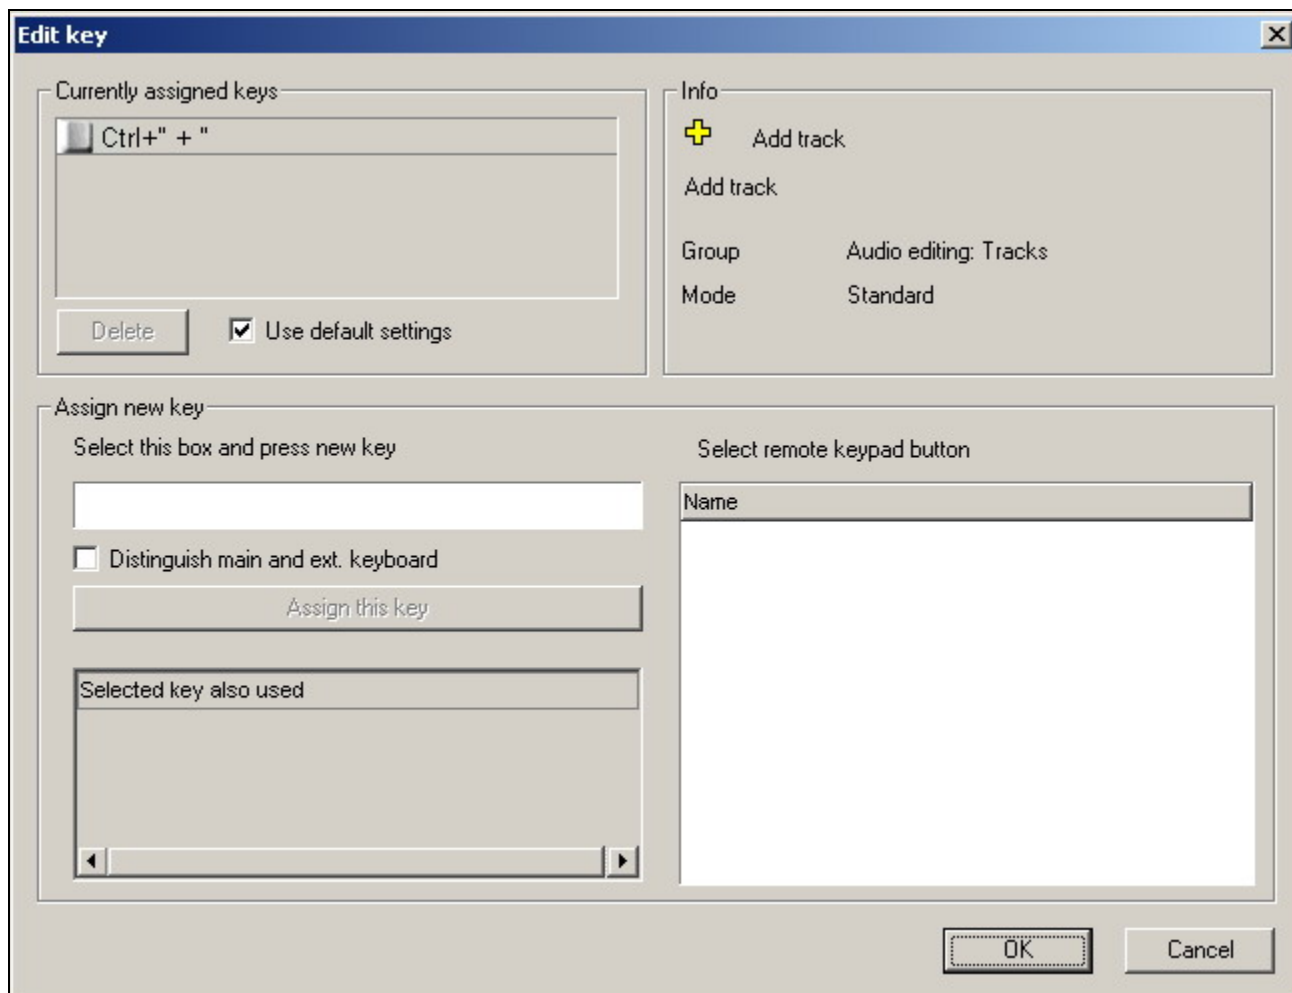 Edit key
Currently assigned keys
Ctrl+" + "
Delete
Use default settings
Info
Add track
Add track
Group Audio editing: Tracks
Mode Standard
Assign new key
Select this box and press new key
Distinguish main and ext. keyboard
Assign this key
Selected key also used
Select remote keypad button
Name
OK
Cancel